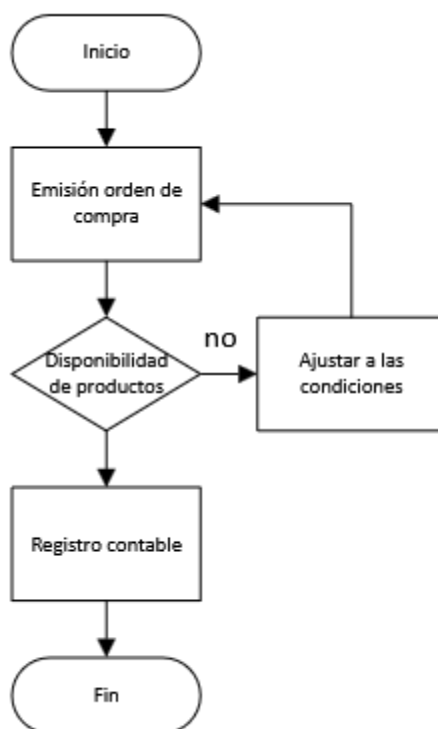 Inicio
Emisión orden de
compra
Disponibilidad
de productos
no
Ajustar a las
condiciones
Registro contable
Fin